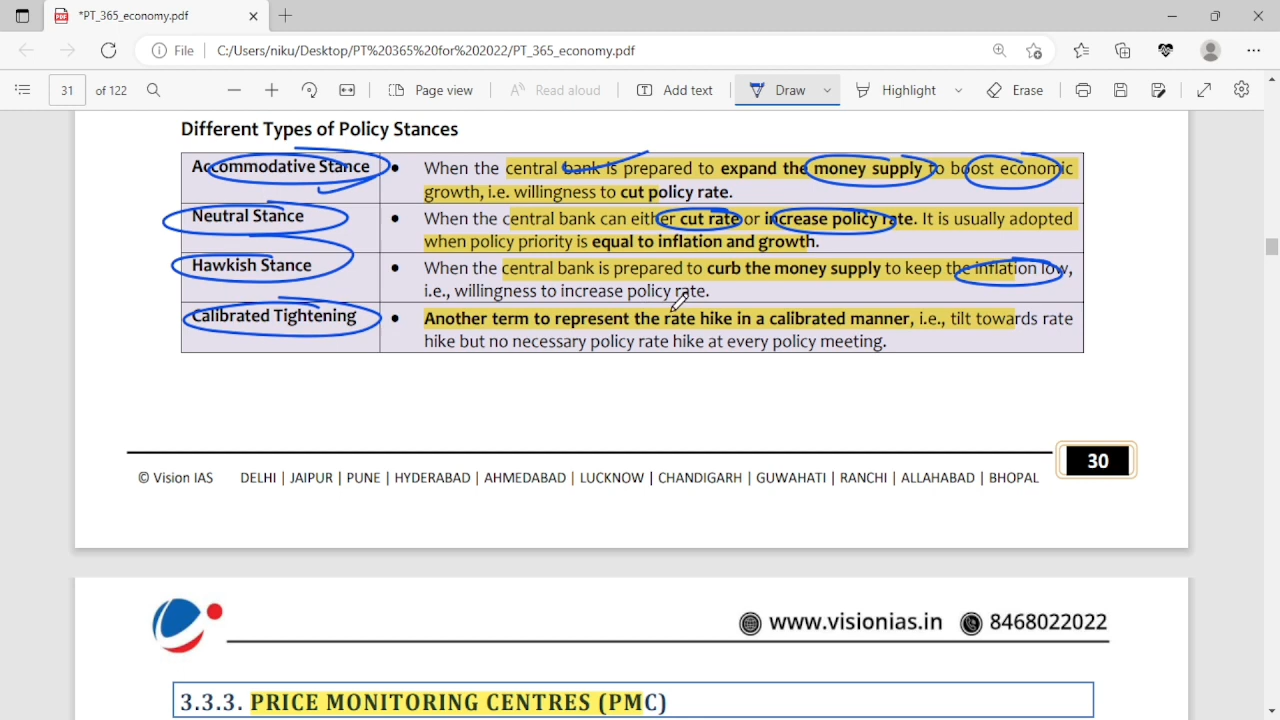 *PT_365_economy.pdf
File C:/Users/niku/Desktop/PT%20365%20for%202022/PT_365_economy.pdf
31 of 122 Page view Read aloud Add text Draw Highlight Erase
Different Types of Policy Stances
Accommodative Stance • When the central bank is prepared to expand the money supply to boost economic
growth, i.e. willingness to cut policy rate.
Neutral Stance • When the central bank can either cut rate or increase policy rate. It is usually adopted
when policy priority is equal to inflation and growth.
Hawkish Stance • When the central bank is prepared to curb the money supply to keep the inflation low,
i.e., willingness to increase policy rate.
Calibrated Tightening • Another term to represent the rate hike in a calibrated manner, i.e., tilt towards rate
hike but no necessary policy rate hike at every policy meeting.
30
© Vision IAS DELHI | JAIPUR | PUNE | HYDERABAD | AHMEDABAD | LUCKNOW | CHANDIGARH | GUWAHATI | RANCHI | ALLAHABAD | BHOPAL
www.visionias.in 8468022022
3.3.3. PRICE MONITORING CENTRES (PMC)